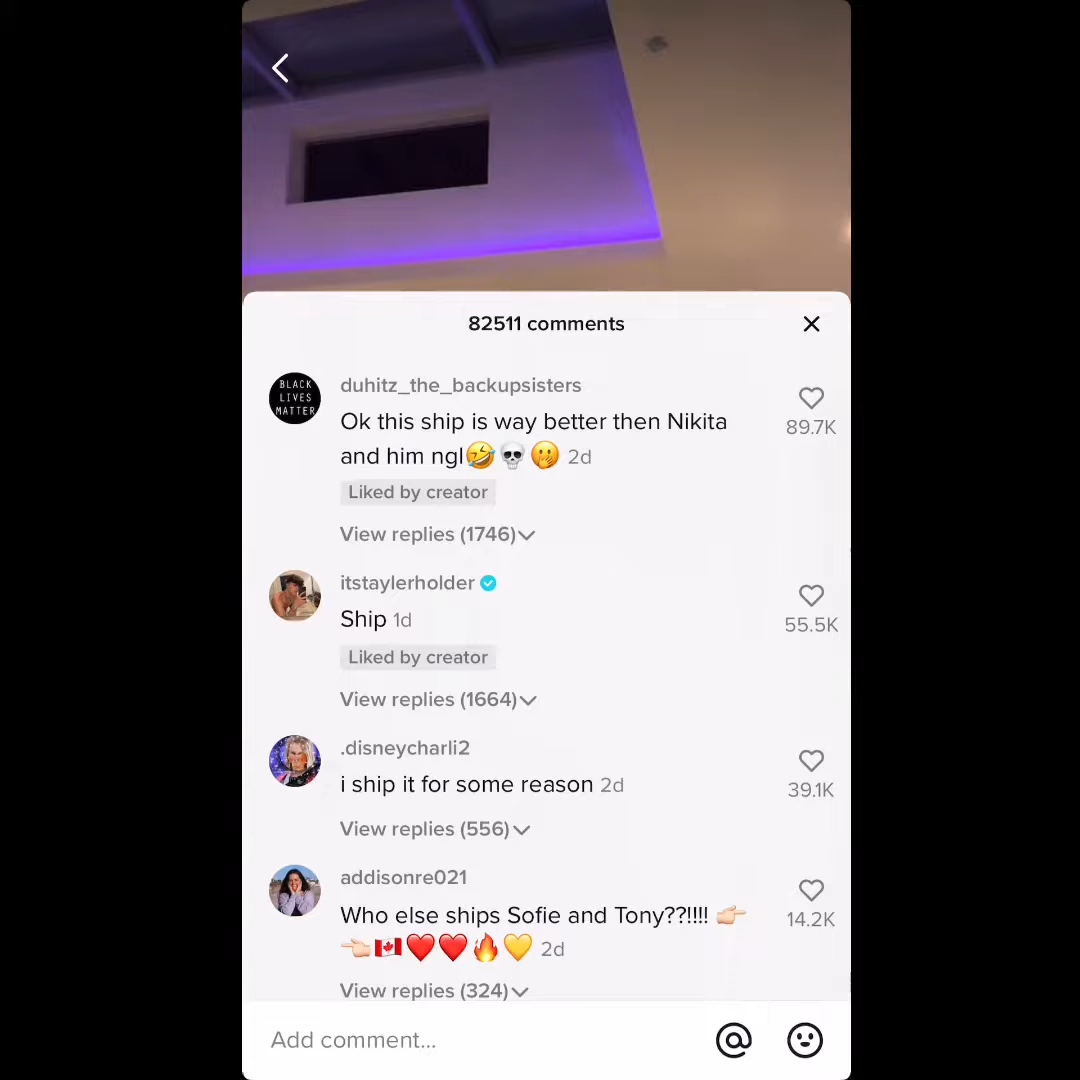 82511 comments
BLACK
LIVES
MATTER
duhitz_the_backupsisters
Ok this ship is way better then Nikita
and him ngl🤣💀🤭 2d
89.7K
Liked by creator
View replies (1746)
itstaylerholder
Ship 1d
55.5K
Liked by creator
View replies (1664)
.disneycharli2
i ship it for some reason 2d
39.1K
View replies (556)
addisonre021
Who else ships Sofie and Tony??!!!! 👉🏻
👈🏻🇨🇦❤️❤️🔥💛 2d
14.2K
View replies (324)
Add comment...